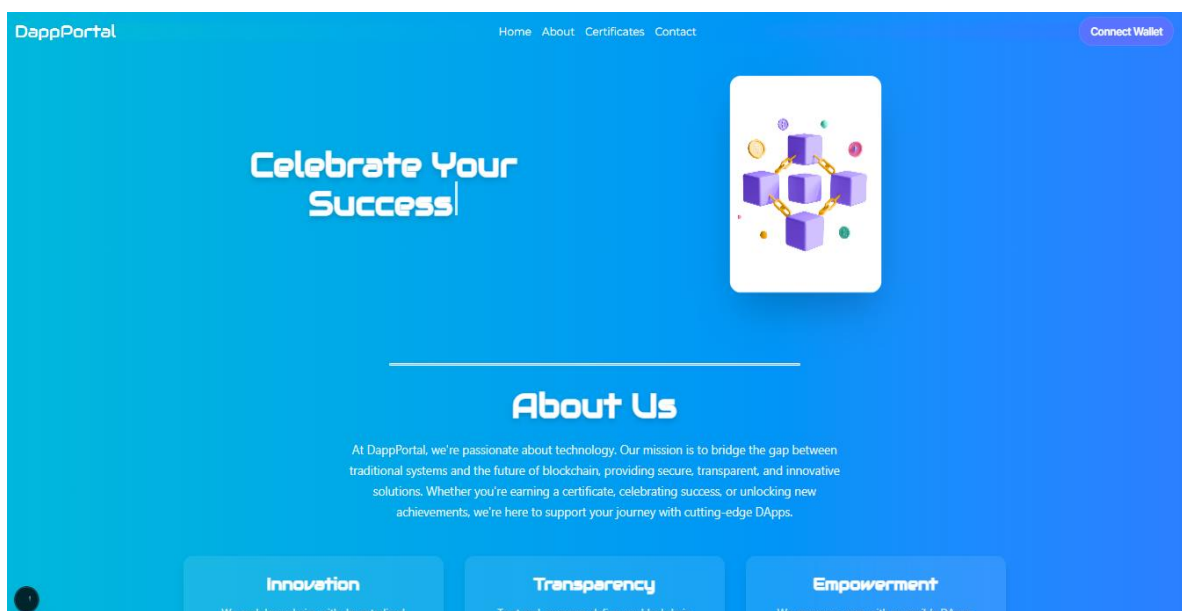 DappPortal
Home About Certificates Contact
Connect Wallet
Celebrate Your
Success
About Us
At DappPortal, we're passionate about technology. Our mission is to bridge the gap between
traditional systems and the future of blockchain, providing secure, transparent, and innovative
solutions. Whether you're earning a certificate, celebrating success, or unlocking new
achievements, we're here to support your journey with cutting-edge DApps.
Innovation
Transparency
Empowerment